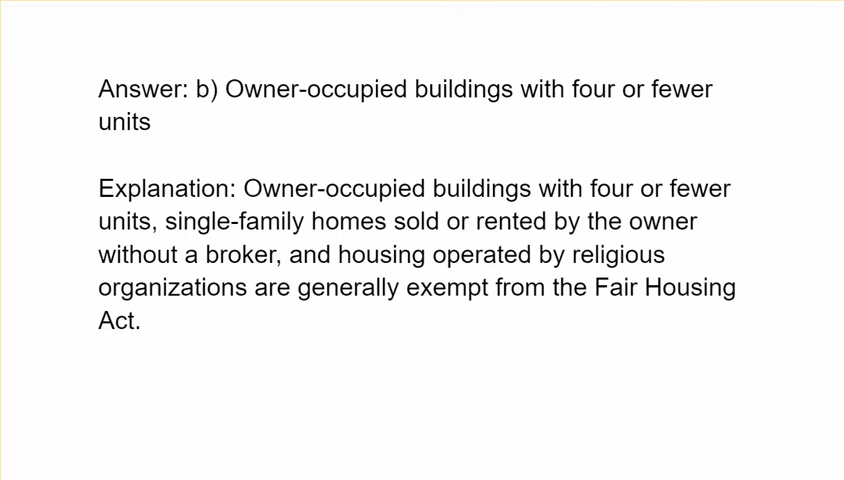 Answer: b) Owner-occupied buildings with four or fewer
units
Explanation: Owner-occupied buildings with four or fewer
units, single-family homes sold or rented by the owner
without a broker, and housing operated by religious
organizations are generally exempt from the Fair Housing
Act.